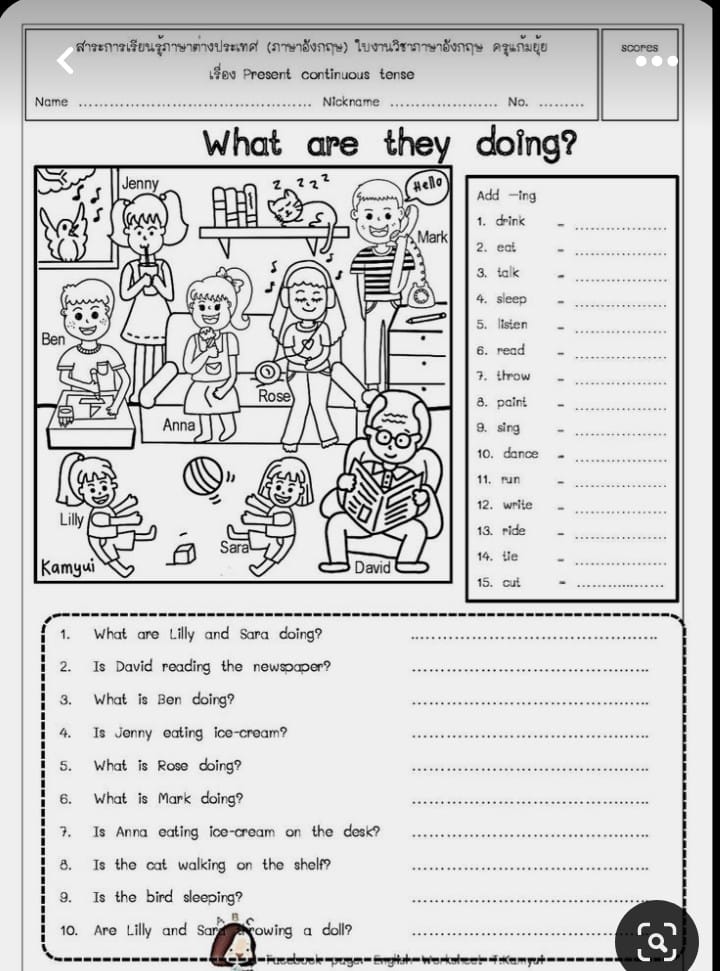 สาระการเรียนรู้ภาษาต่างประเทศ (ภาษาอังกฤษ) ใบงานวิชาภาษาอังกฤษ ครูแก้มยุ้ย
scores
เรื่อง Present continuous tense
Name ........................................ Nickname .................... No. .........
What are they doing?
Jenny
z z z z
Hello
Mark
Ben
Rose
Anna
Lilly
Sara
Kamyui
David
Add -ing
1. drink - ..................
2. eat - ..................
3. talk - ..................
4. sleep - ..................
5. listen - ..................
6. read - ..................
7. throw - ..................
8. paint - ..................
9. sing - ..................
10. dance - ..................
11. run - ..................
12. write - ..................
13. ride - ..................
14. tie - ..................
15. cut - ..................
1. What are Lilly and Sara doing? ........................................
2. Is David reading the newspaper? ........................................
3. What is Ben doing? ........................................
4. Is Jenny eating ice-cream? ........................................
5. What is Rose doing? ........................................
6. What is Mark doing? ........................................
7. Is Anna eating ice-cream on the desk? ........................................
8. Is the cat walking on the shelf? ........................................
9. Is the bird sleeping? ........................................
A B C
10. Are Lilly and Sara throwing a doll? ........................................
Facebook page: English Worksheet T.Kamyui